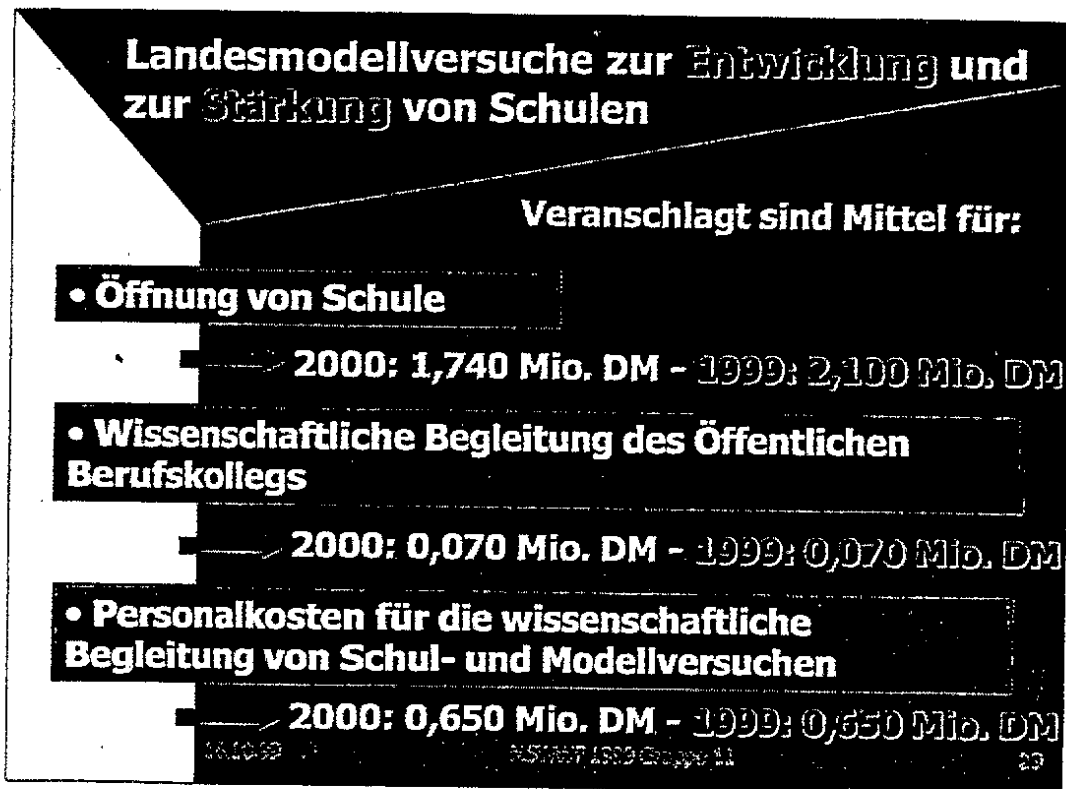 Landesmodellversuche zur Entwicklung und
zur Stärkung von Schulen
Veranschlagt sind Mittel für:
• Öffnung von Schule
2000: 1,740 Mio. DM - 1999: 2,100 Mio. DM
• Wissenschaftliche Begleitung des Öffentlichen
Berufskollegs
2000: 0,070 Mio. DM - 1999: 0,070 Mio. DM
• Personalkosten für die wissenschaftliche
Begleitung von Schul- und Modellversuchen
2000: 0,650 Mio. DM - 1999: 0,650 Mio. DM
1999 Gruppe 11